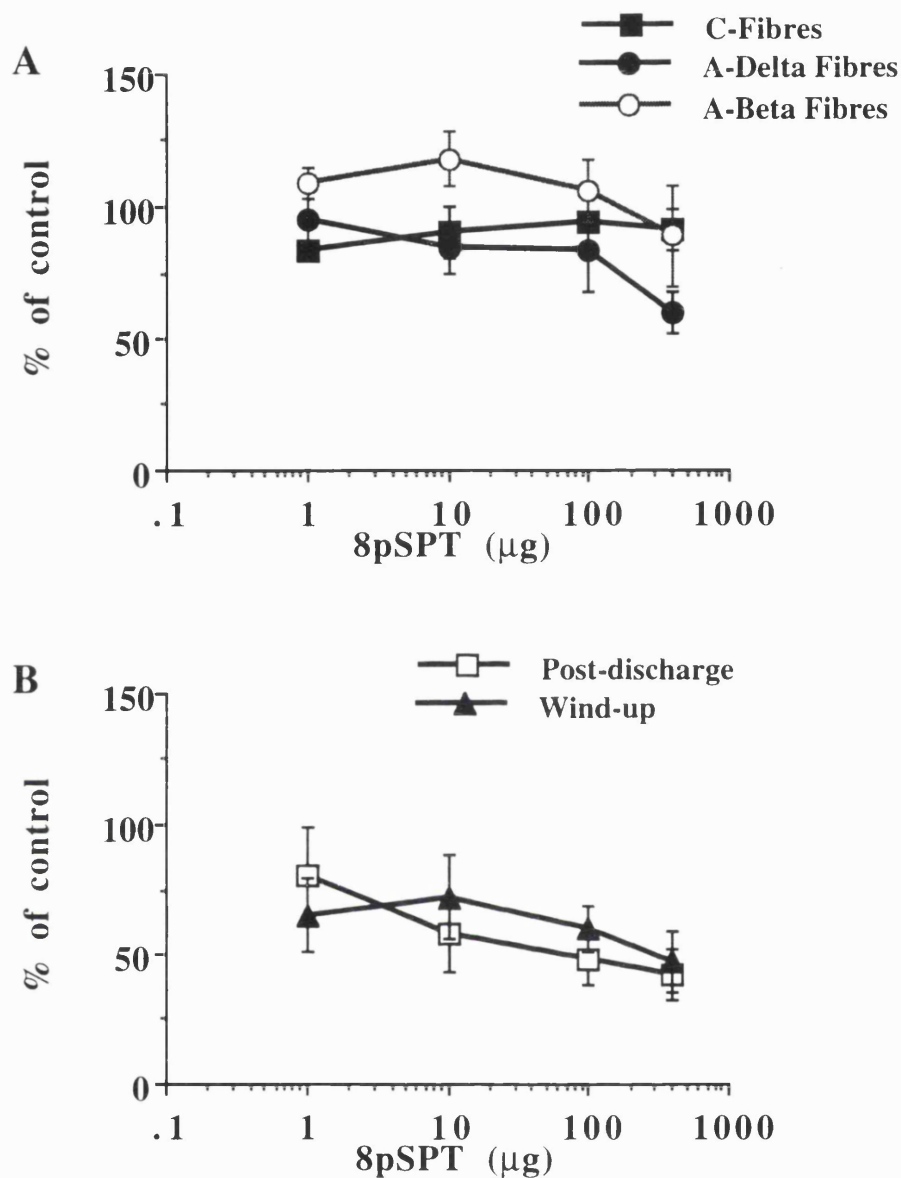 C-Fibres
A
A-Delta Fibres
150
A-Beta Fibres
% of control
100
50
0
.1 1 10 100 1000
8pSPT (µg)
B
Post-discharge
150
Wind-up
% of control
100
50
0
.1 1 10 100 1000
8pSPT (µg)